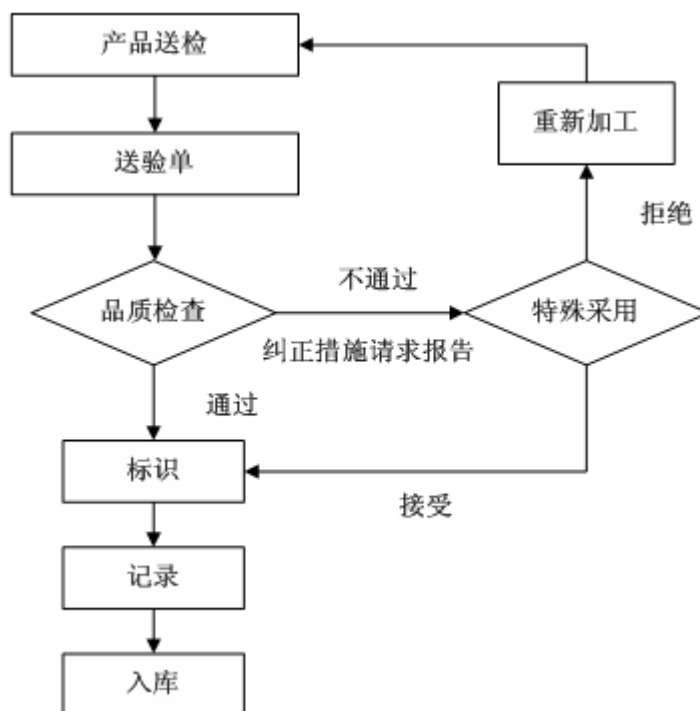 产品送检
重新加工
送验单
拒绝
不通过
品质检查
特殊采用
纠正措施请求报告
通过
标识
接受
记录
入库